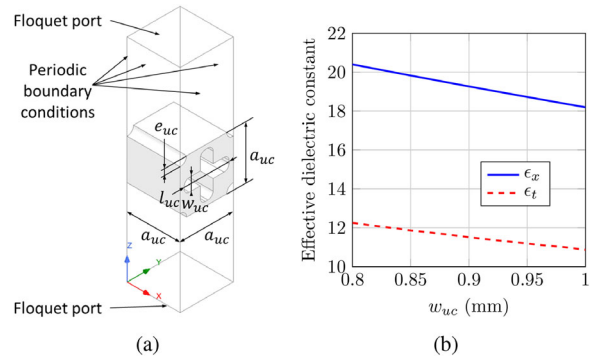 Floquet port
Periodic
boundary
conditions
e_uc
a_uc
l_uc
w_uc
a_uc
a_uc
Z
Y
X
Floquet port
(a)
Effective dielectric constant
22
20
18
16
14
12
10
ϵ_x
ϵ_t
0.8
0.85
0.9
0.95
1
w_uc (mm)
(b)